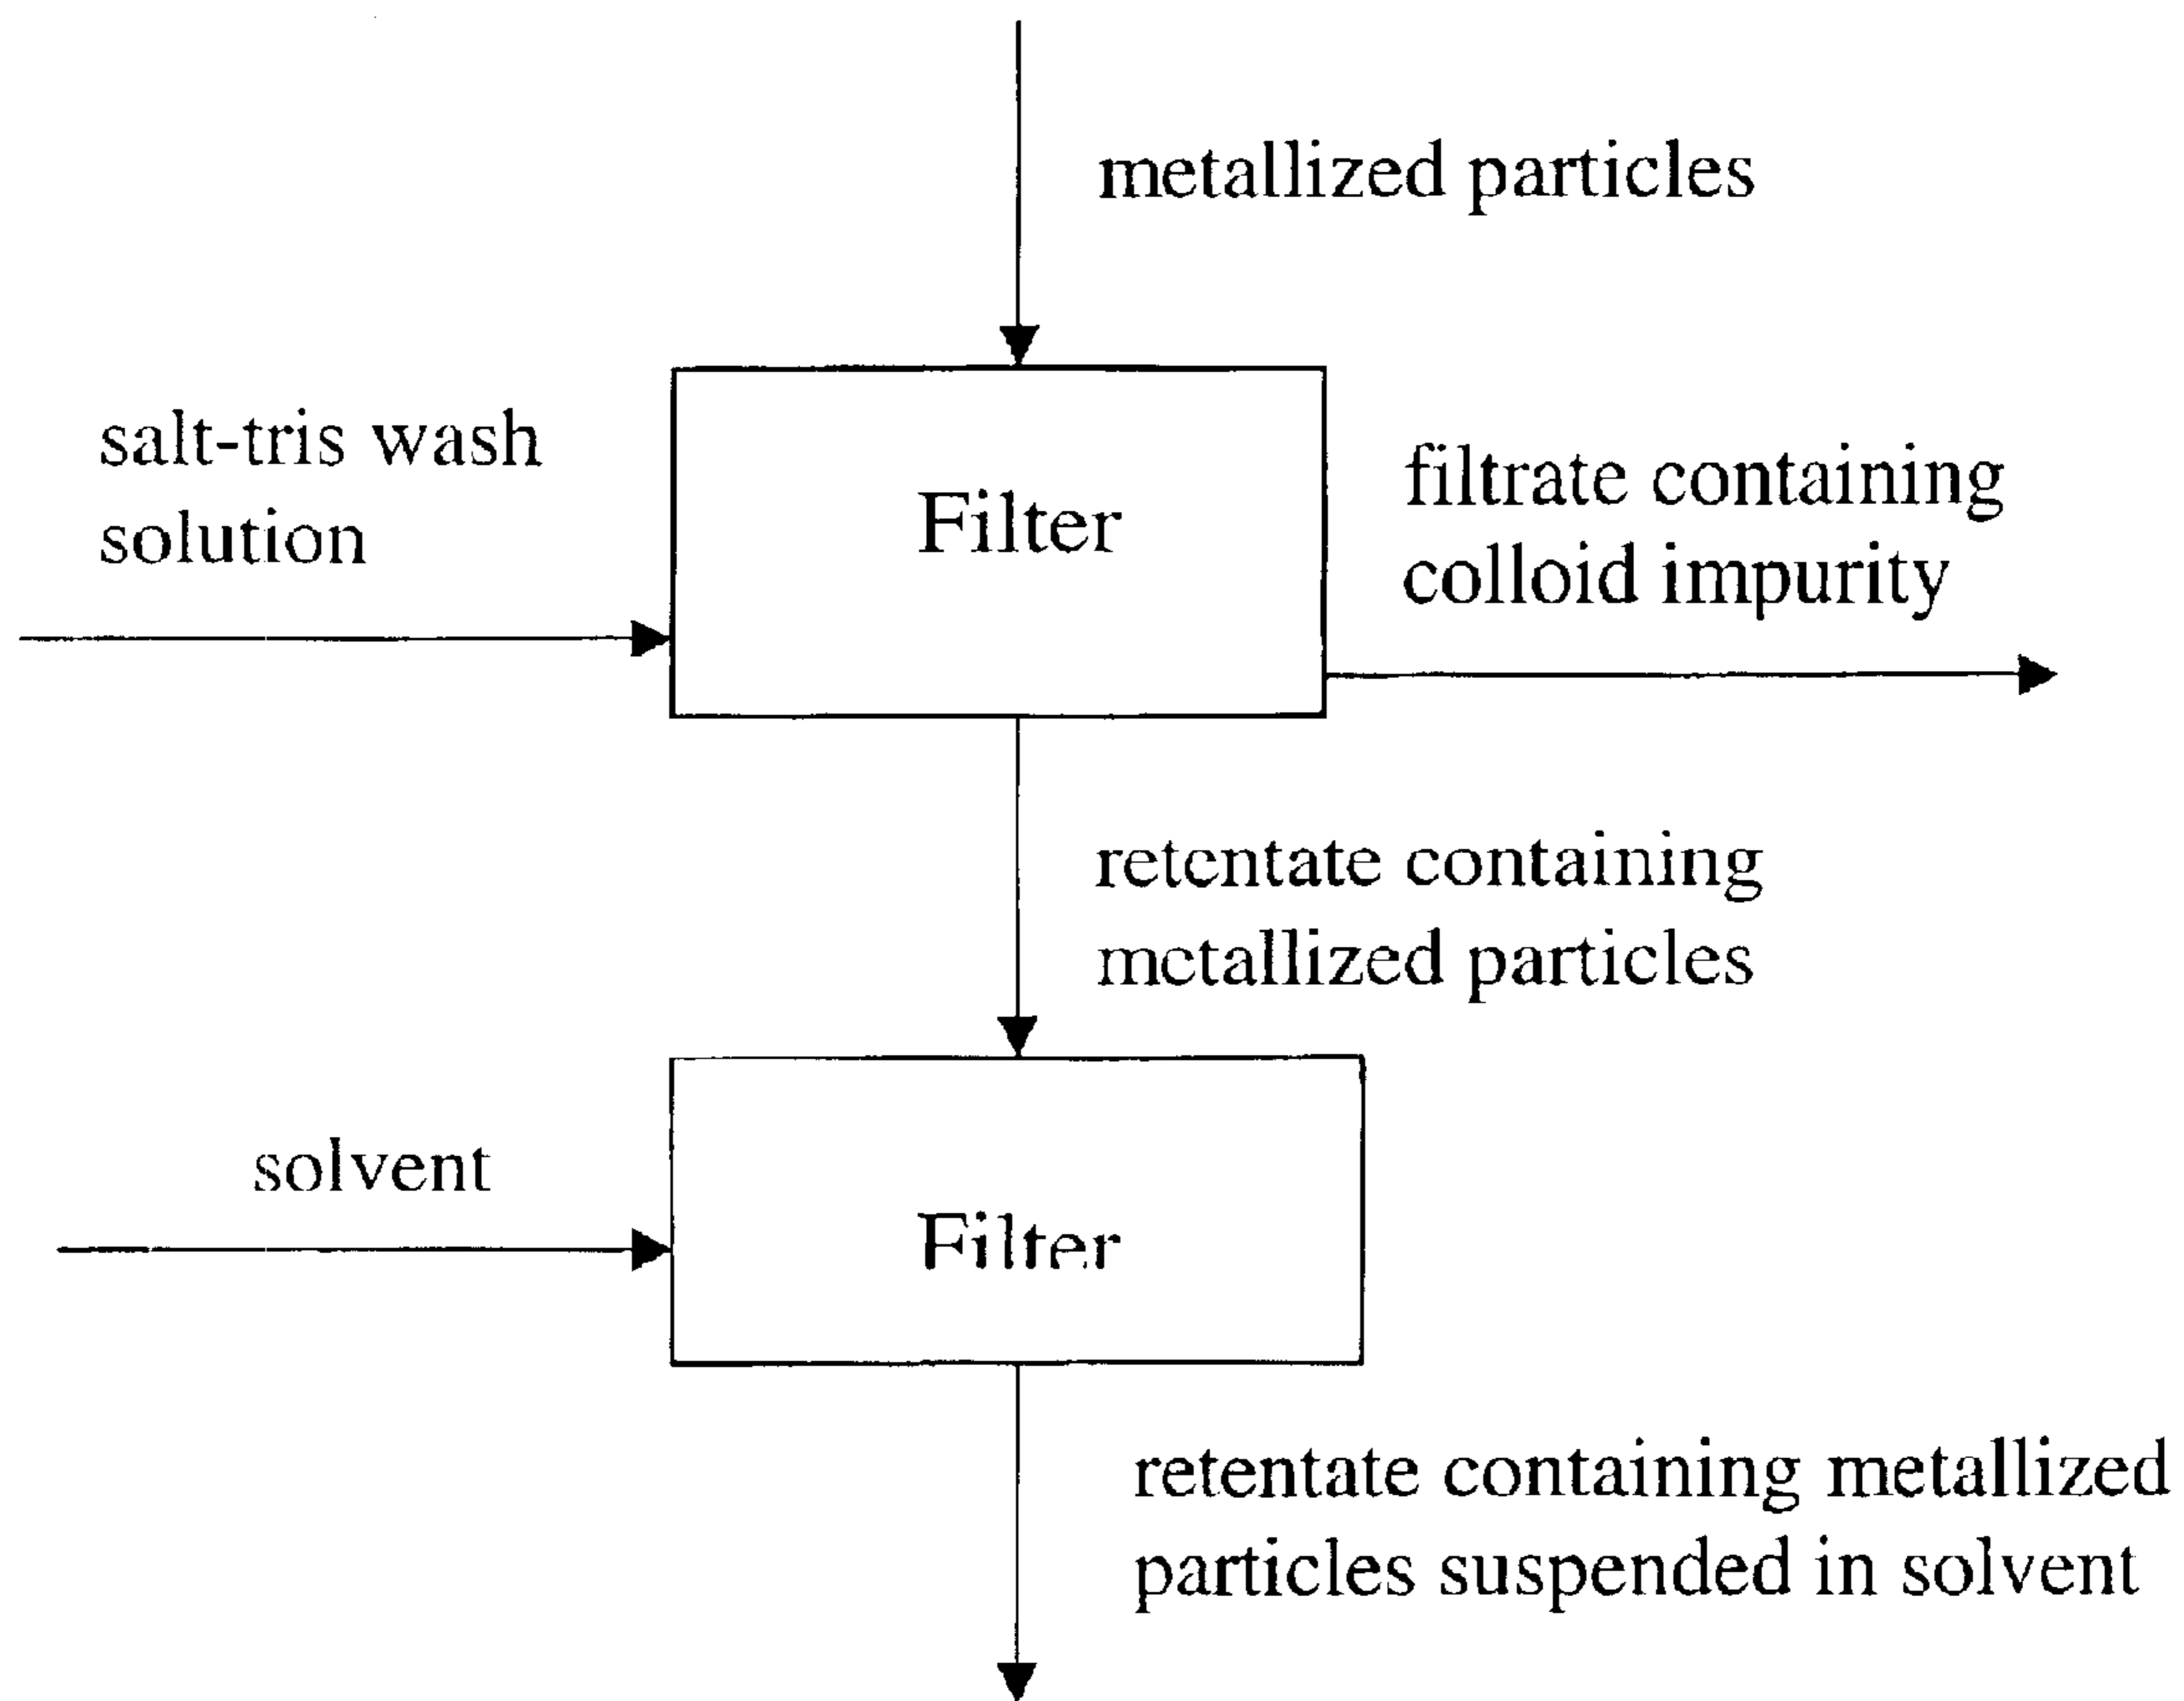 metallized particles
salt-tris wash
solution
Filter
filtrate containing
colloid impurity
retentate containing
metallized particles
solvent
Filter
retentate containing metallized
particles suspended in solvent